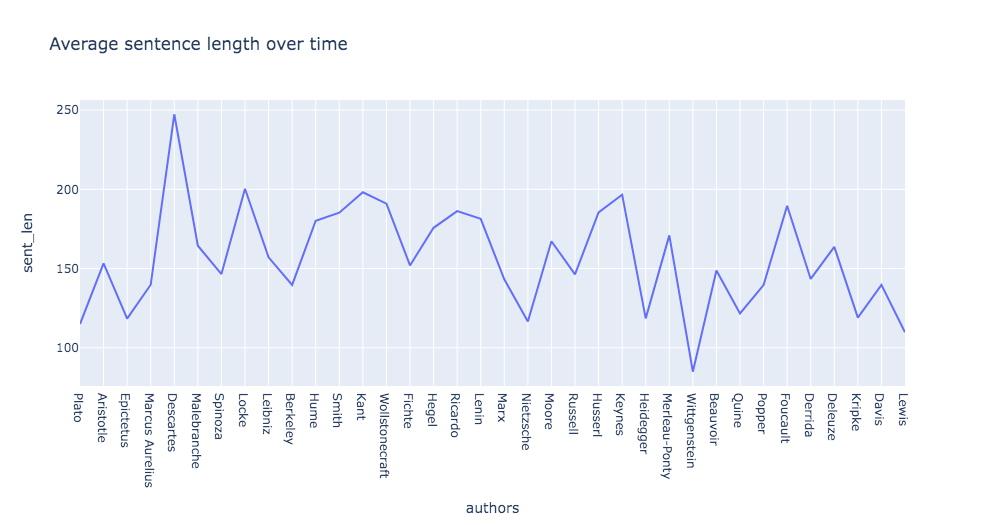 Average sentence length over time
250
200
150
100
sent_len
Plato
Aristotle
Epictetus
Marcus Aurelius
Descartes
Malebranche
Spinoza
Locke
Leibniz
Berkeley
Hume
Smith
Kant
Wollstonecraft
Fichte
Hegel
Ricardo
Lenin
Marx
Nietzsche
Moore
Russell
Husserl
Keynes
Heidegger
Merleau-Ponty
Wittgenstein
Beauvoir
Quine
Popper
Foucault
Derrida
Deleuze
Kripke
Davis
Lewis
authors